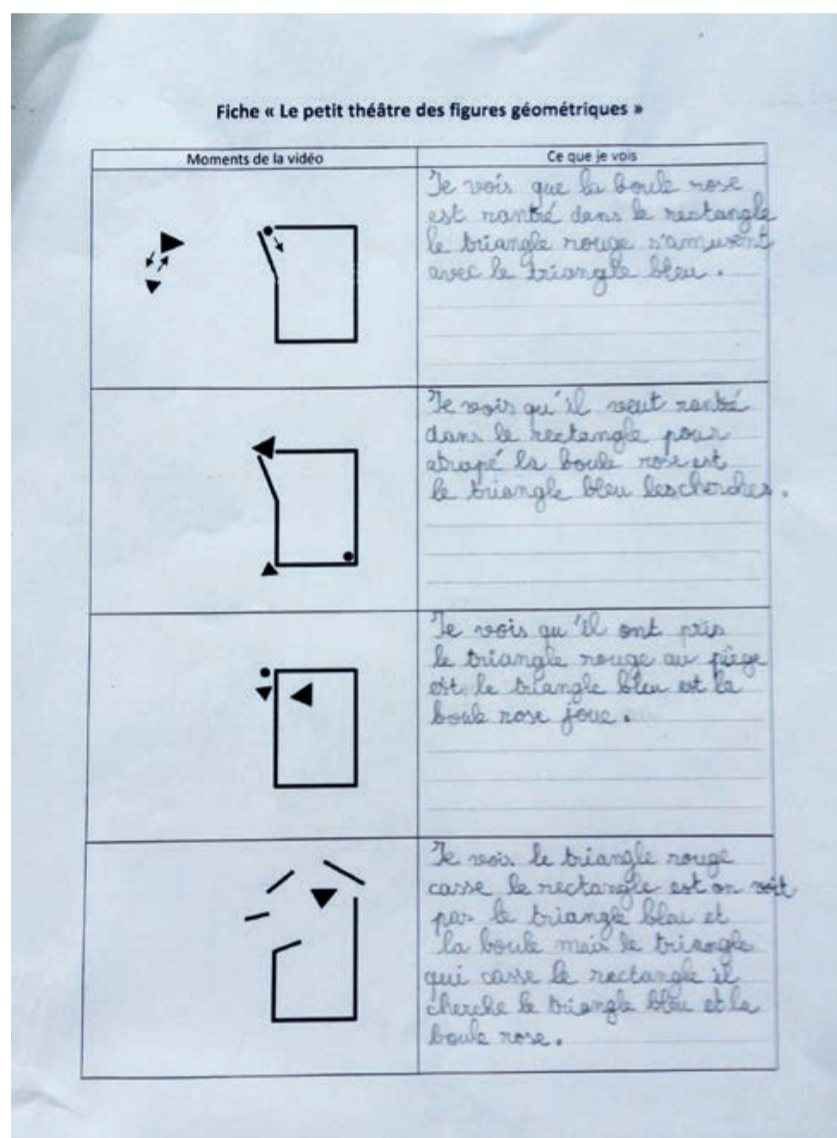 Fiche « Le petit théâtre des figures géométriques »
Moments de la vidéo
Ce que je vois
Je vois que la boule rose
est rantré dans le rectangle
le triangle rouge s'amusent
avec le triangle bleu.
Je vois qu'il veut rantré
dans le rectangle pour
atrapé la boule rose est
le triangle bleu les cherches.
Je vois qu'il ont pris
le triangle rouge au piège
est le triangle bleu est la
boule rose joue.
Je vois le triangle rouge
casse le rectangle est on voit
pas le triangle bleu et
la boule mais le triangle
qui casse le rectangle il
cherche le triangle bleu et la
boule rose.